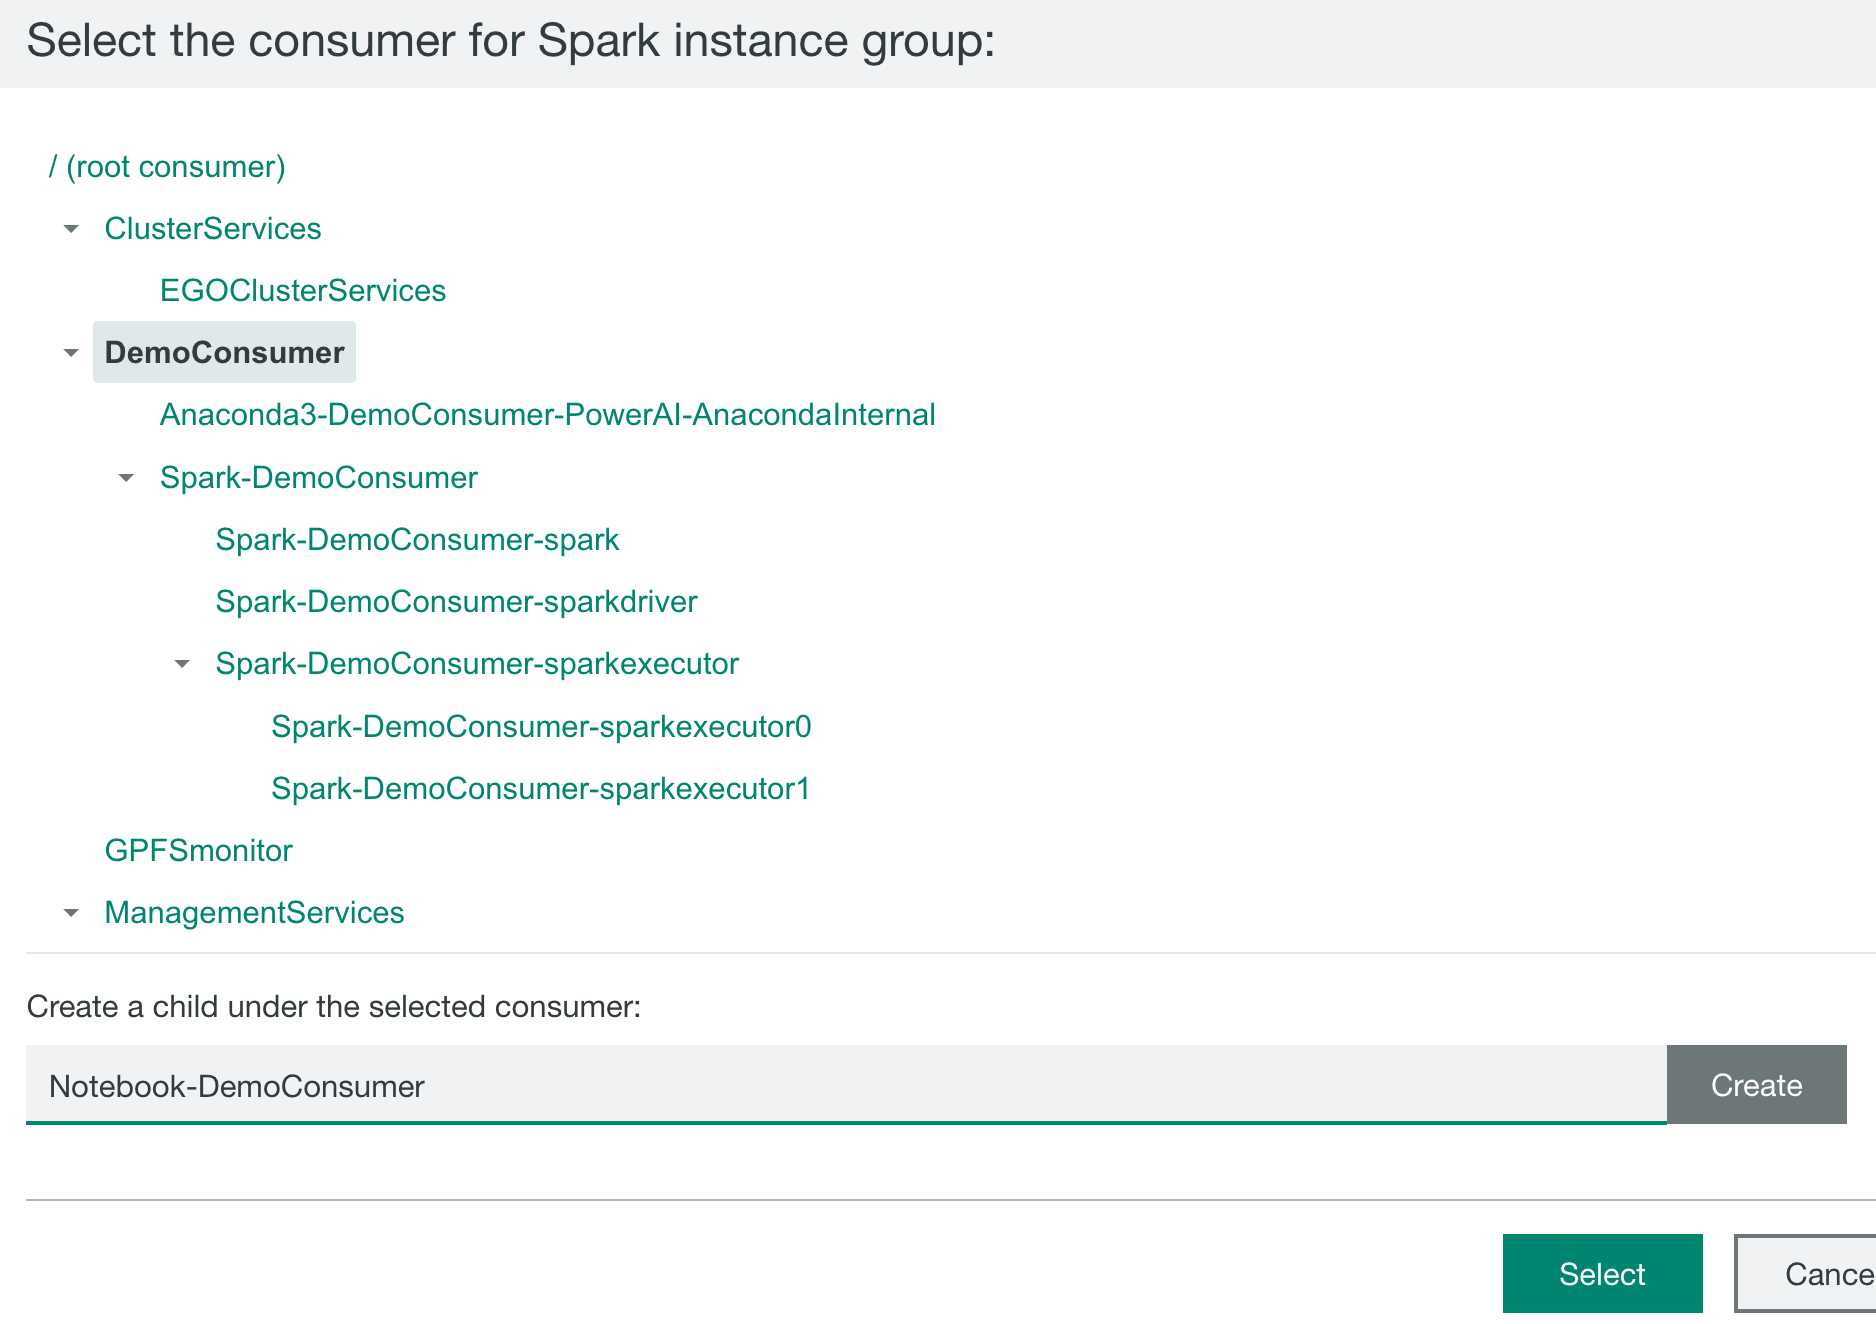 Select the consumer for Spark instance group:
/ (root consumer)
ClusterServices
EGOClusterServices
DemoConsumer
Anaconda3-DemoConsumer-PowerAI-AnacondaInternal
Spark-DemoConsumer
Spark-DemoConsumer-spark
Spark-DemoConsumer-sparkdriver
Spark-DemoConsumer-sparkexecutor
Spark-DemoConsumer-sparkexecutor0
Spark-DemoConsumer-sparkexecutor1
GPFSmonitor
ManagementServices
Create a child under the selected consumer:
Notebook-DemoConsumer Create
Select Cance